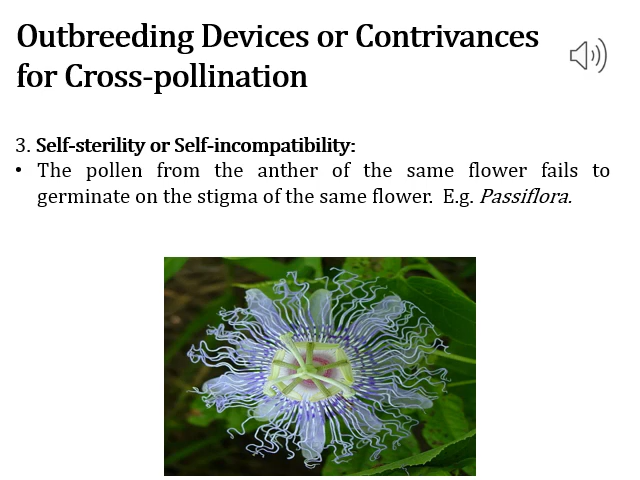 Outbreeding Devices or Contrivances
for Cross-pollination
3. Self-sterility or Self-incompatibility:
• The pollen from the anther of the same flower fails to
germinate on the stigma of the same flower. E.g. Passiflora.